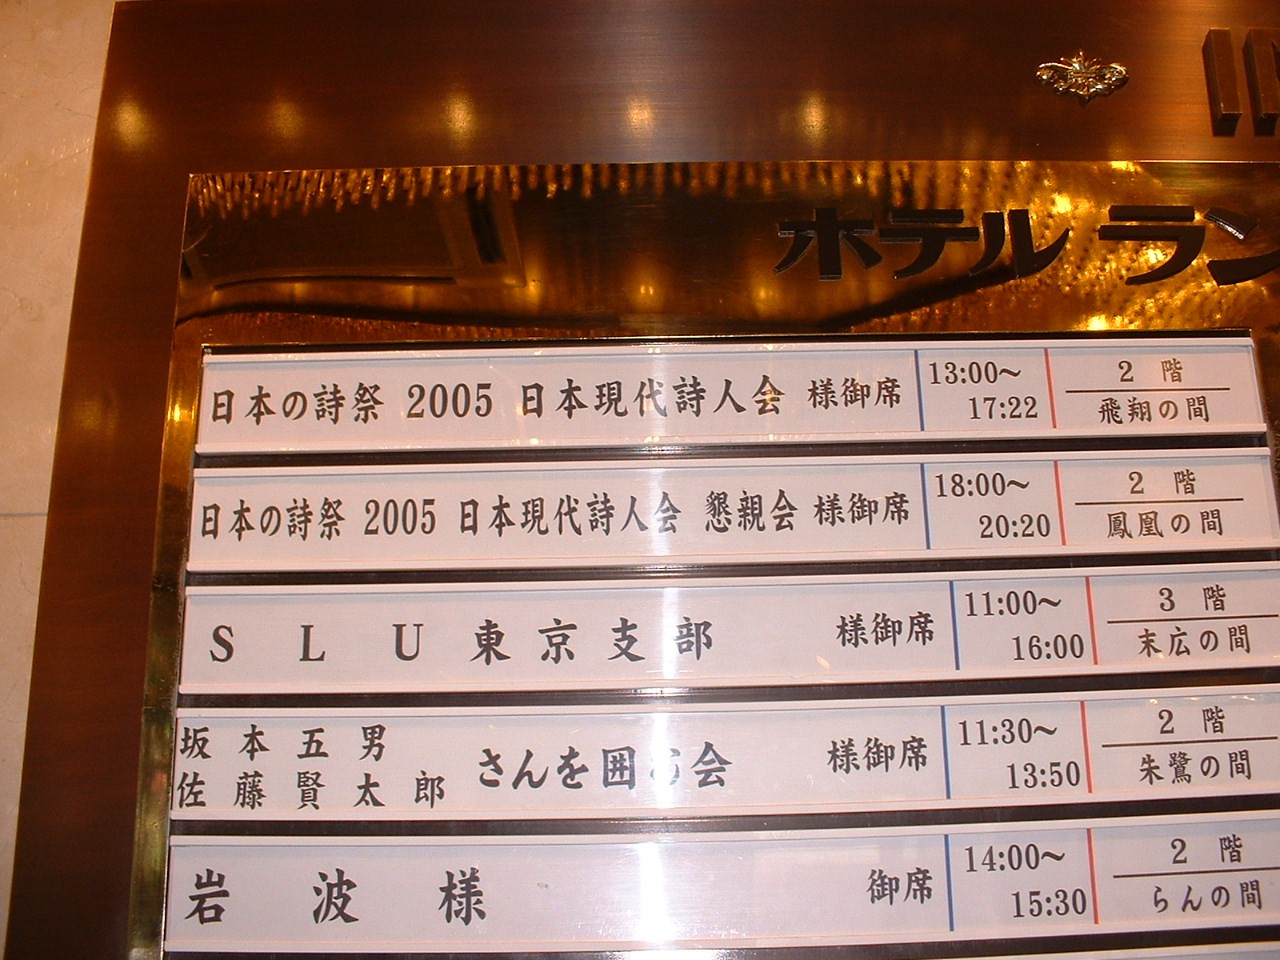 ホテル ラン
日本の詩祭 2005 日本現代詩人会 様御席 13:00〜 17:22 2 階 飛翔の間
日本の詩祭 2005 日本現代詩人会 懇親会 様御席 18:00〜 20:20 2 階 鳳凰の間
S L U 東京支部 様御席 11:00〜 16:00 3 階 末広の間
坂本五男 佐藤賢太郎 さんを囲む会 様御席 11:30〜 13:50 2 階 朱鷺の間
岩波様 御席 14:00〜 15:30 2 階 らんの間